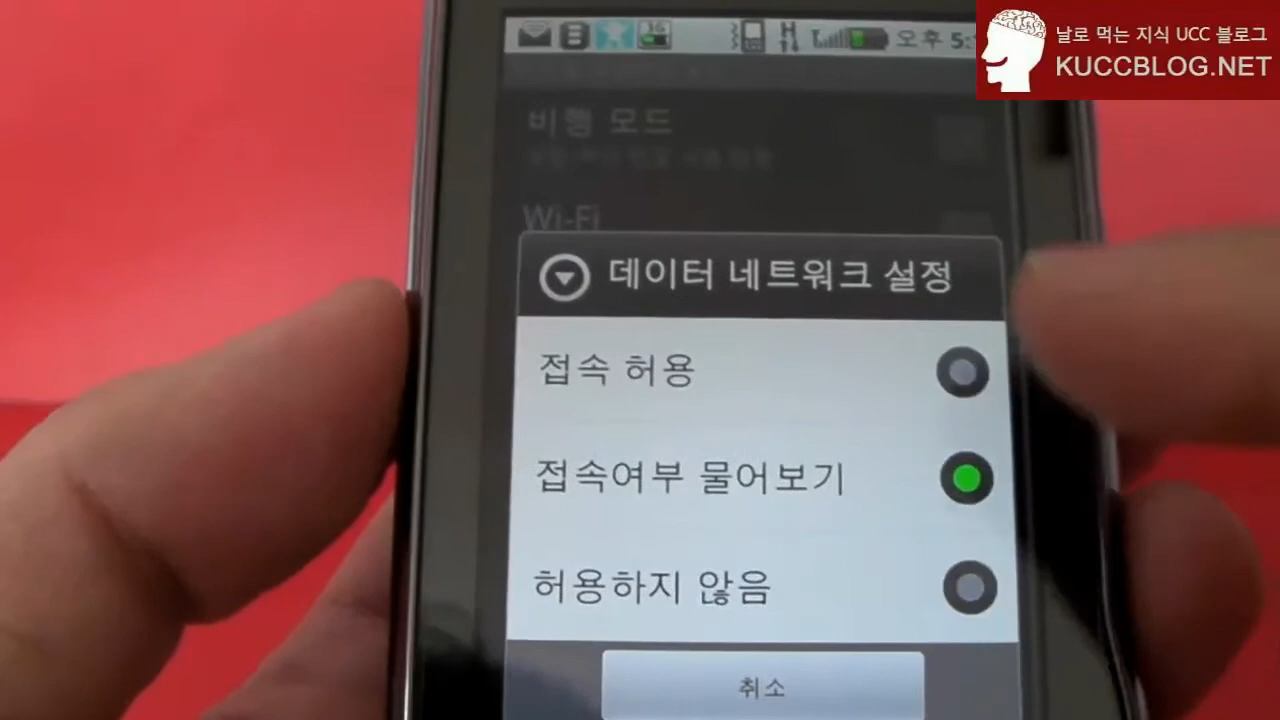 날로 먹는 지식 UCC 블로그
KUCCBLOG.NET
오후 5:
비행 모드
Wi-Fi
데이터 네트워크 설정
접속 허용
접속여부 물어보기
허용하지 않음
취소